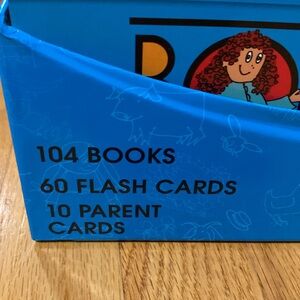 104 BOOKS
60 FLASH CARDS
10 PARENT
CARDS